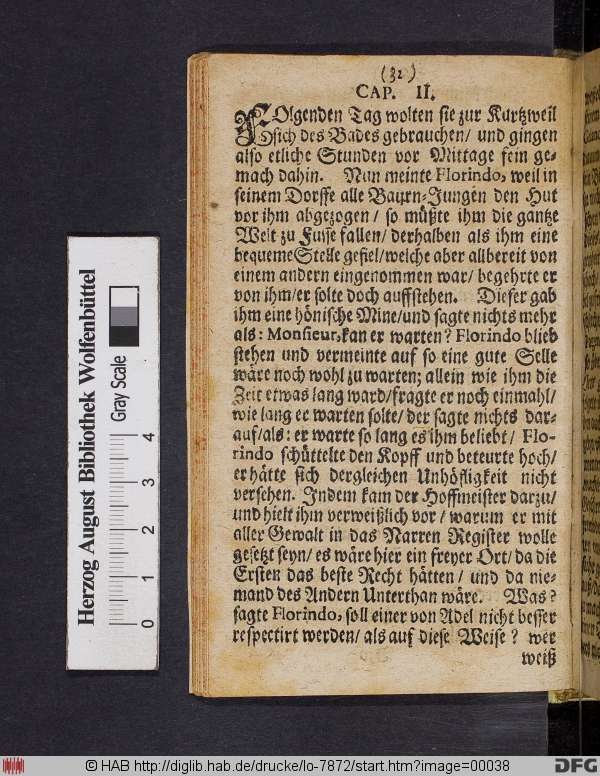 (32)
CAP. II.
FOlgenden Tag wolten sie zur Kurtzweil
sich des Bades gebrauchen/ und gingen
also etliche Stunden vor Mittage fein ge-
mach dahin. Nun meinte Florindo, weil in
seinem Dorffe alle Bauren-Jungen den Hut
vor ihm abgezogen/ so müßte ihm die gantze
Welt zu Fusse fallen/ derhalben als ihm eine
bequeme Stelle gefiel/welche aber allbereit von
einem andern eingenommen war/ begehrte er
von ihm/er solte doch auffstehen. Dieser gab
ihm eine hönische Mine/und sagte nichts mehr
als: Monsieur, kan er warten? Florindo blieb
stehen und vermeinte auf so eine gute Selle
wäre noch wohl zu warten; allein wie ihm die
Zeit etwas lang ward/fragte er noch einmahl/
wie lang er warten solte/ der sagte nichts dar-
auf/als: er warte so lang es ihm beliebt/ Flo-
rindo schüttelte den Kopff und beteurte hoch/
er hätte sich dergleichen Unhöfligkeit nicht
versehen. Indem kam der Hoffmeister darzu/
und hielt ihm verweißlich vor/ warum er mit
aller Gewalt in das Narren Register wolle
gesetzt seyn/ es wäre hier ein freyer Ort/ da die
Ersten das beste Recht hätten/ und da nie-
mand des Andern Unterthan wäre. Was?
sagte Florindo, soll einer von Adel nicht besser
respectirt werden/ als auf diese Weise? wer
weiß
Herzog August Bibliothek Wolfenbüttel
Gray Scale
0 1 2 3 4
© HAB http://diglib.hab.de/drucke/lo-7872/start.htm?image=00038
DFG